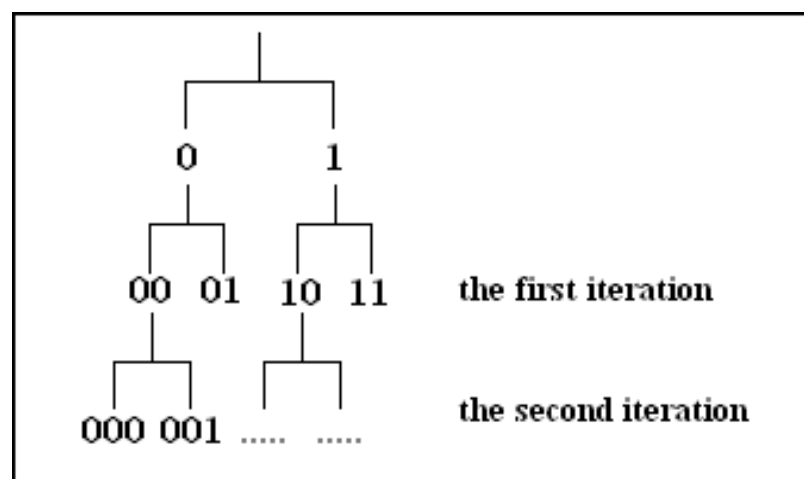 0 1
00 01 10 11 the first iteration
000 001 ..... ..... the second iteration